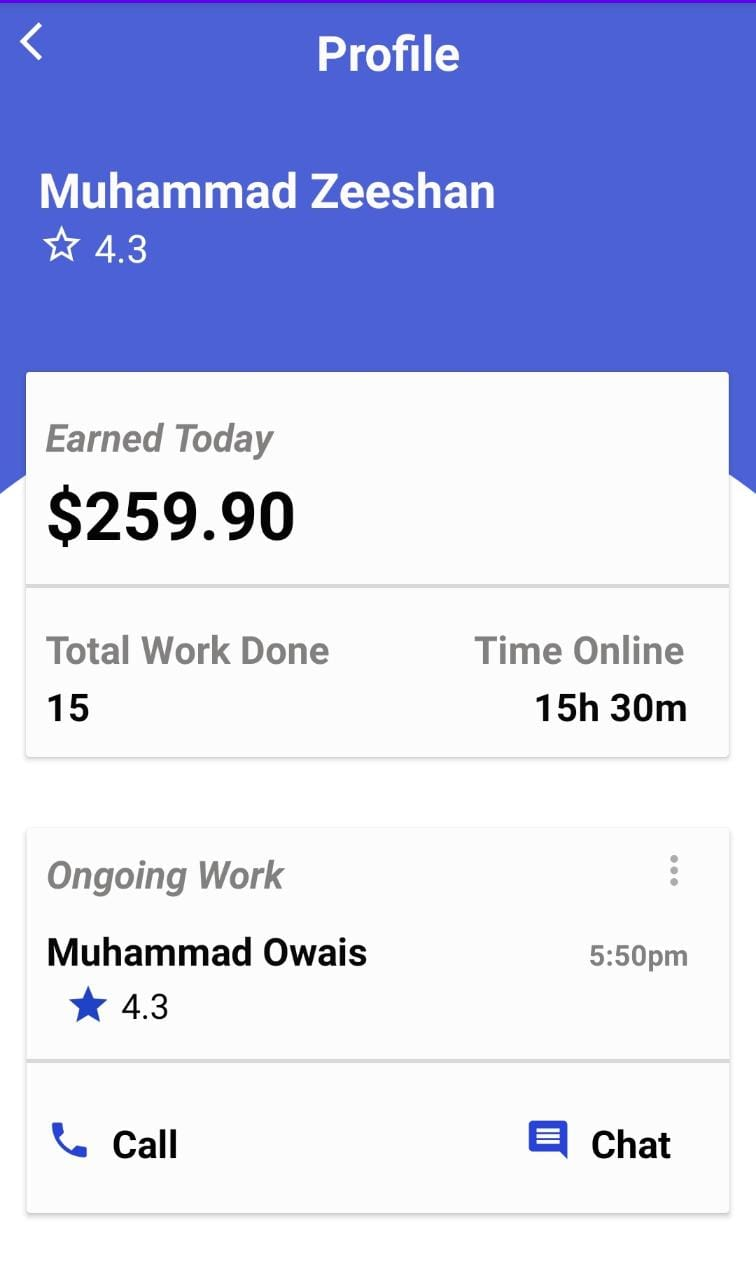 Profile
Muhammad Zeeshan
4.3
Earned Today
$259.90
Total Work Done Time Online
15 15h 30m
Ongoing Work
Muhammad Owais 5:50pm
4.3
Call Chat